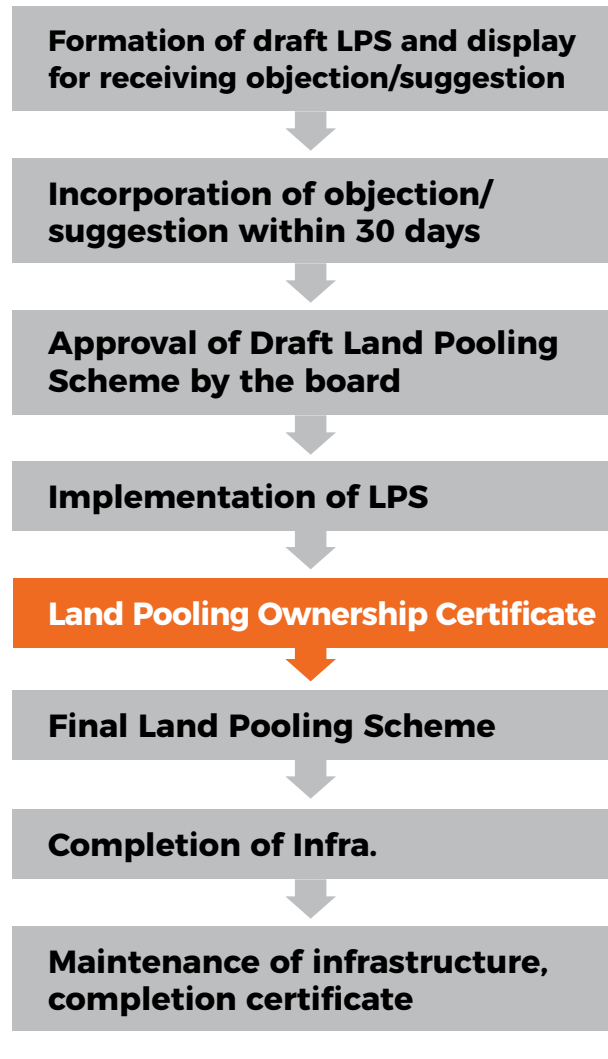 Formation of draft LPS and display
for receiving objection/suggestion
Incorporation of objection/
suggestion within 30 days
Approval of Draft Land Pooling
Scheme by the board
Implementation of LPS
Land Pooling Ownership Certificate
Final Land Pooling Scheme
Completion of Infra.
Maintenance of infrastructure,
completion certificate